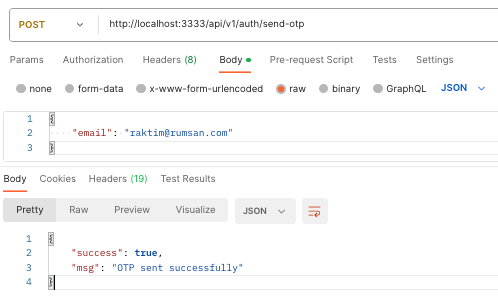 POST http://localhost:3333/api/v1/auth/send-otp
Params Authorization Headers (8) Body Pre-request Script Tests Settings
none form-data x-www-form-urlencoded raw binary GraphQL JSON
1 {
2 "email": "raktim@rumsan.com"
3 }
Body Cookies Headers (19) Test Results
Pretty Raw Preview Visualize JSON
1 {
2 "success": true,
3 "msg": "OTP sent successfully"
4 }